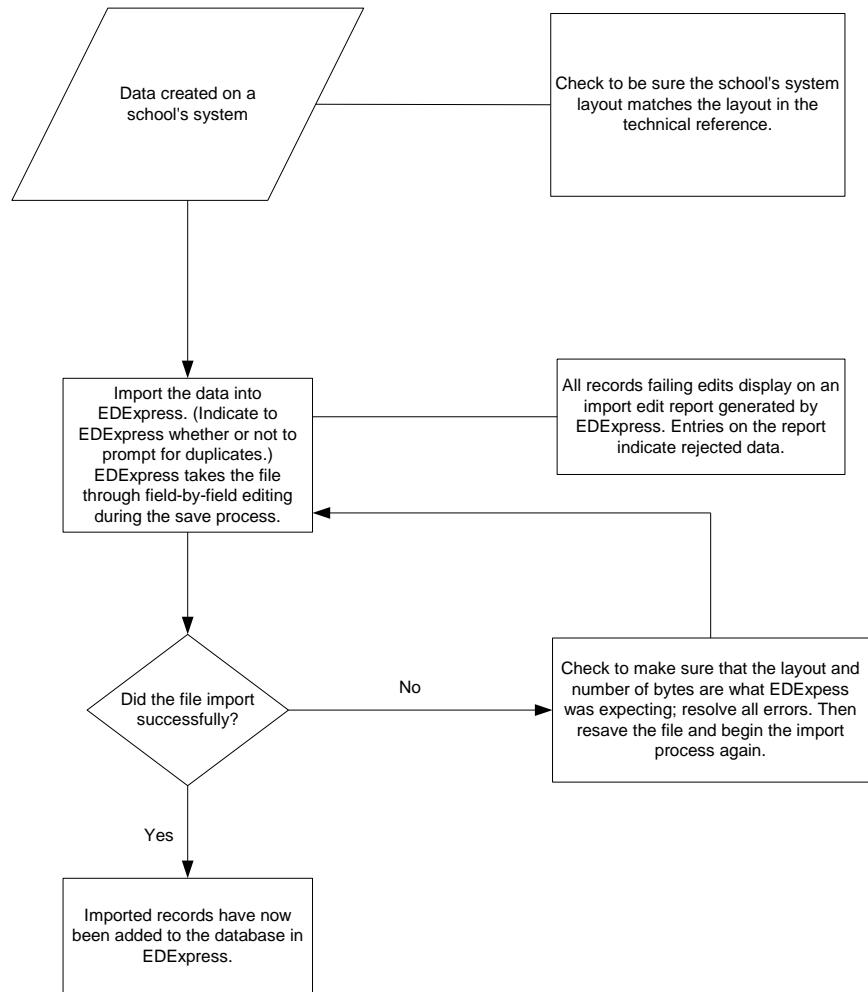 Data created on a
school's system
Check to be sure the school's system
layout matches the layout in the
technical reference.
Import the data into
EDExpress. (Indicate to
EDExpress whether or not to
prompt for duplicates.)
EDExpress takes the file
through field-by-field editing
during the save process.
All records failing edits display on an
import edit report generated by
EDExpress. Entries on the report
indicate rejected data.
Did the file import
successfully?
No
Check to make sure that the layout and
number of bytes are what EDExpess
was expecting; resolve all errors. Then
resave the file and begin the import
process again.
Yes
Imported records have now
been added to the database in
EDExpress.